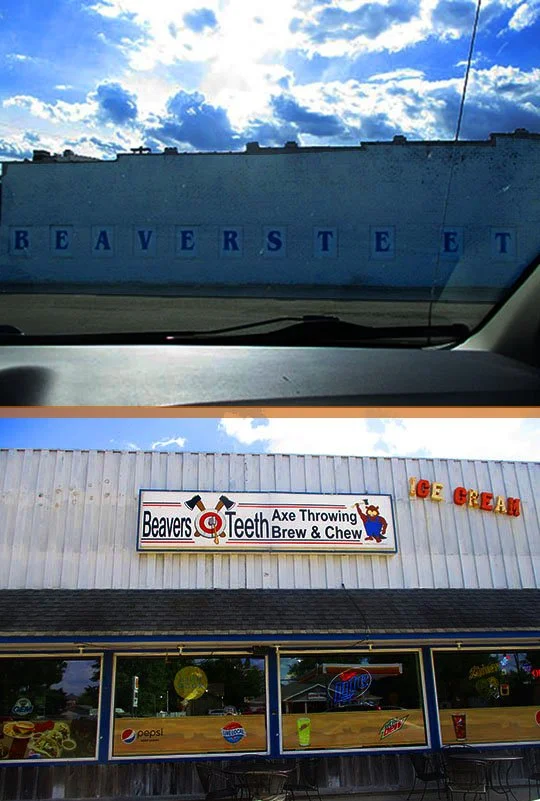 BEAVERSTEET
ICE CREAM
Beavers Teeth Axe Throwing
Brew & Chew
pepsi